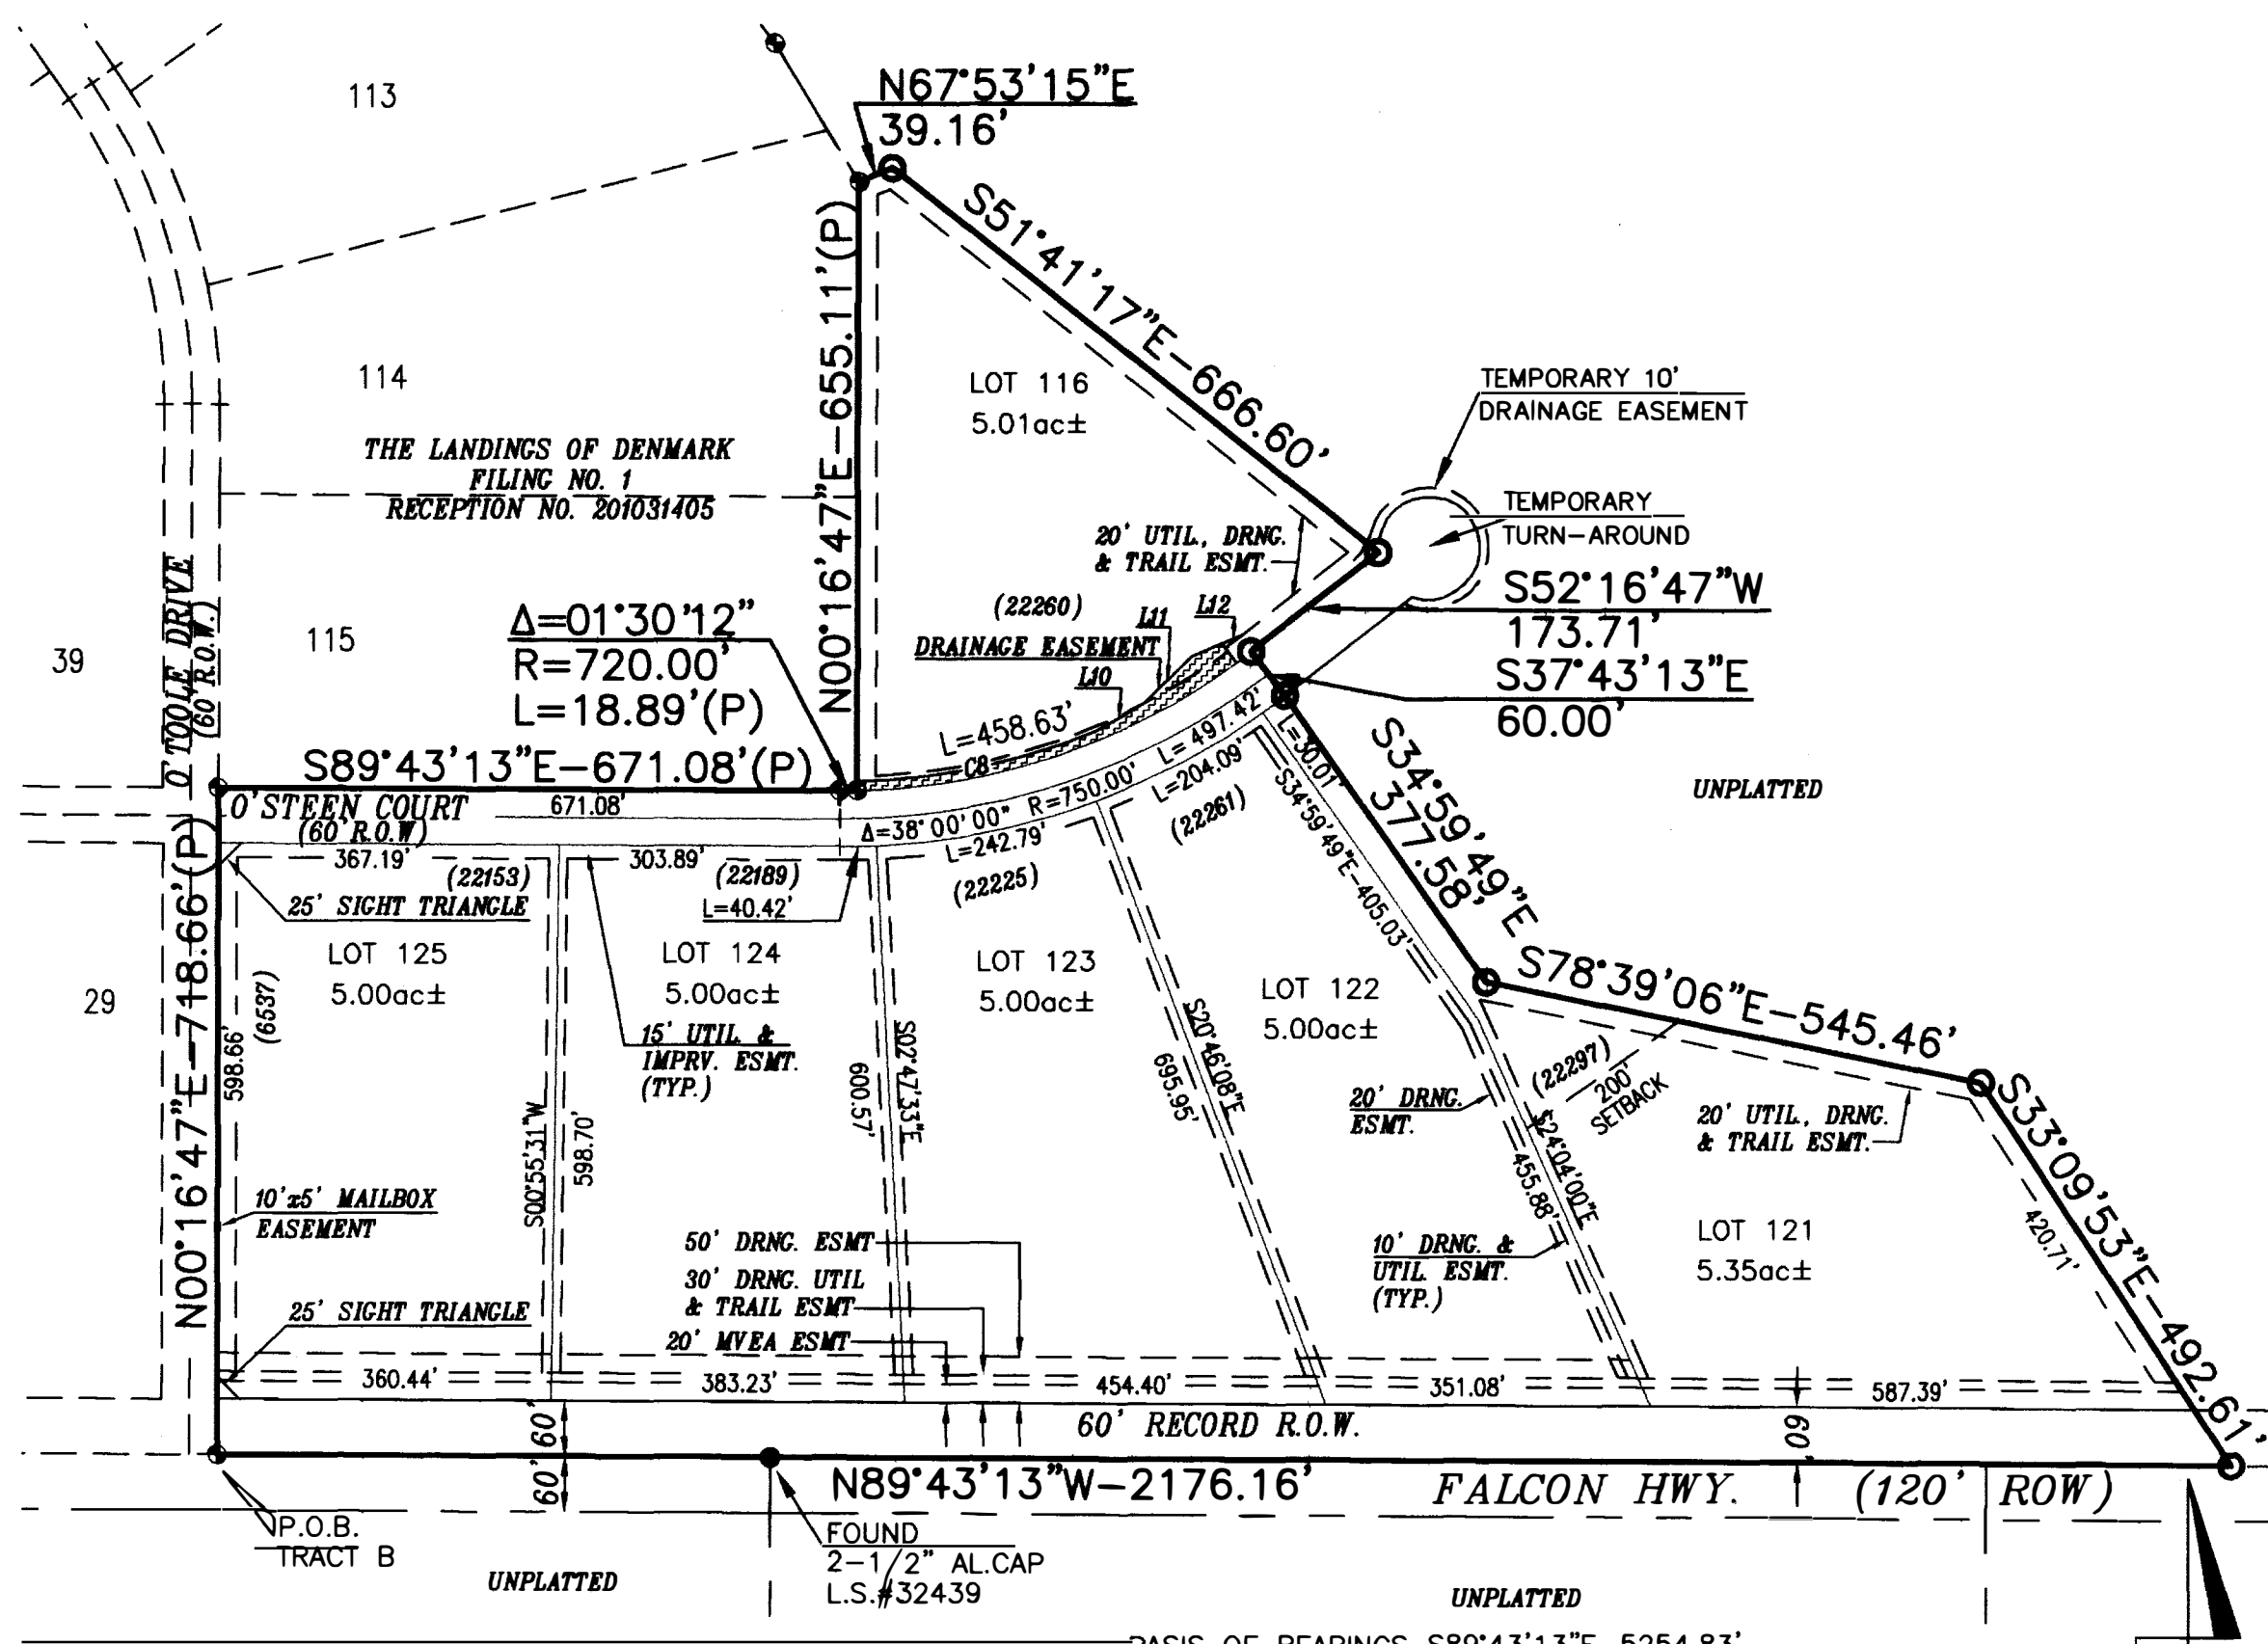 N67°53'15"E
39.16'
113
S51°41'17"E-666.60'
N00°16'47"E-655.11'(P)
114
LOT 116
5.01ac±
TEMPORARY 10'
DRAINAGE EASEMENT
THE LANDINGS OF DENMARK
FILING NO. 1
RECEPTION NO. 201031405
TEMPORARY
TURN-AROUND
20' UTIL., DRNG.
& TRAIL ESMT.
O'TOOLE DRIVE
(60' R.O.W.)
S52°16'47"W
173.71'
S37°43'13"E
60.00'
Δ=01°30'12"
R=720.00'
L=18.89'(P)
(22260)
L11
L12
DRAINAGE EASEMENT
L10
39
115
L=458.63'
C8
L=497.42'
S89°43'13"E-671.08'(P)
O'STEEN COURT
671.08'
(60' R.O.W)
Δ=38°00'00" R=750.00'
L=204.09'
(22261)
L=30.01'
S34°59'49"E
377.58'
S34°59'49"E-405.03'
UNPLATTED
367.19'
(22153)
303.89'
(22189)
L=40.42'
L=242.79'
(22225)
25' SIGHT TRIANGLE
N00°16'47"E-718.66'(P)
598.66'
(6537)
LOT 125
5.00ac±
LOT 124
5.00ac±
LOT 123
5.00ac±
LOT 122
5.00ac±
29
S78°39'06"E-545.46'
15' UTIL. &
IMPRV. ESMT.
(TYP.)
S00°55'31"W
598.70'
S02°47'33"E
600.57'
S20°46'08"E
695.95'
20' DRNG.
ESMT.
(22297)
200'
SETBACK
S24°04'00"E
455.88'
20' UTIL., DRNG.
& TRAIL ESMT.
S33°09'53"E-492.61'
420.71'
10'x5' MAILBOX
EASEMENT
50' DRNG. ESMT
30' DRNG. UTIL
& TRAIL ESMT
20' MVEA ESMT
10' DRNG. &
UTIL. ESMT.
(TYP.)
LOT 121
5.35ac±
25' SIGHT TRIANGLE
360.44'
383.23'
454.40'
351.08'
587.39'
60'
60' RECORD R.O.W.
60'
60'
N89°43'13"W-2176.16'
FALCON HWY.
(120' ROW)
P.O.B.
TRACT B
FOUND
2-1/2" AL.CAP
L.S.#32439
UNPLATTED
UNPLATTED
BASIS OF BEARINGS S89°43'13"E 5254.83'